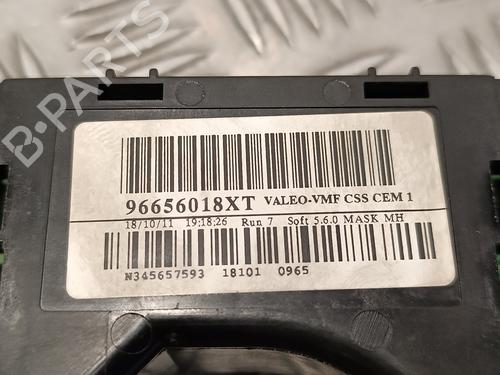 B-PARTS
96656018XT VALEO-VMF CSS CEM 1
18/10/11 19:18:26 Run 7 Soft 5.6.0 MASK MH
N345657593 18101 0965